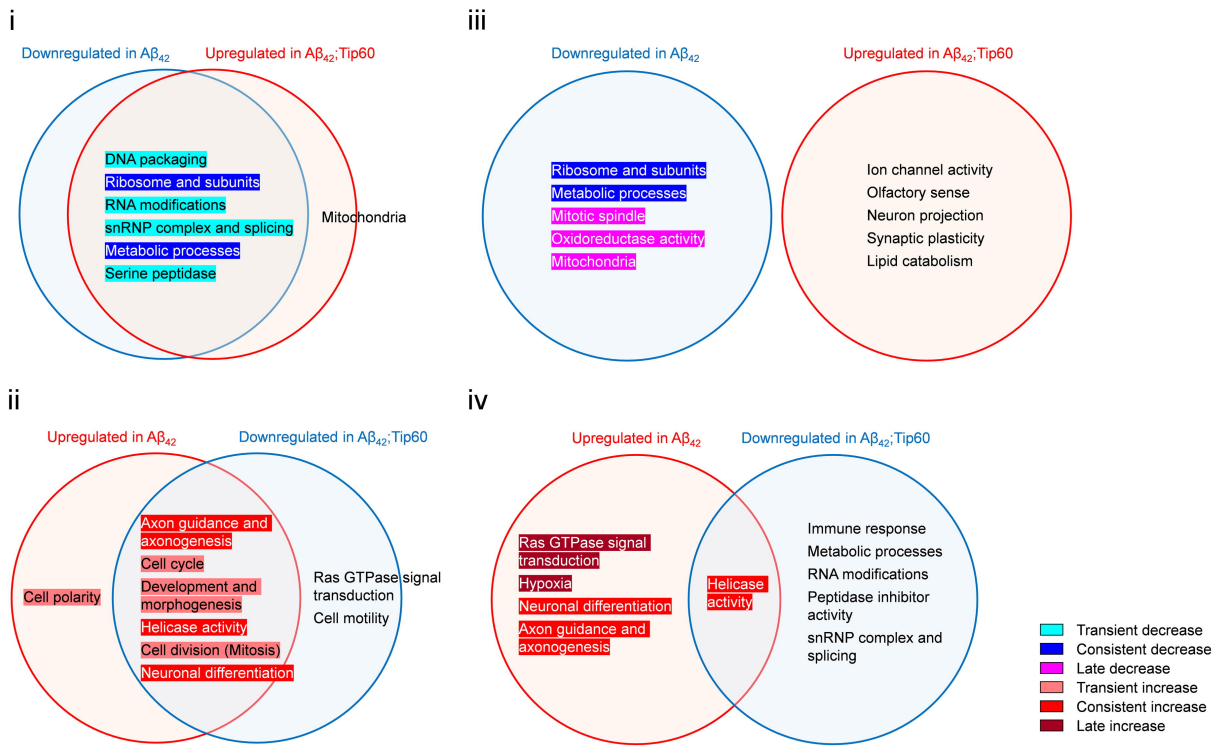 i
Downregulated in Aβ₄₂
Upregulated in Aβ₄₂;Tip60
DNA packaging
Ribosome and subunits
RNA modifications
snRNP complex and splicing
Metabolic processes
Serine peptidase
Mitochondria
iii
Downregulated in Aβ₄₂
Upregulated in Aβ₄₂;Tip60
Ribosome and subunits
Metabolic processes
Mitotic spindle
Oxidoreductase activity
Mitochondria
Ion channel activity
Olfactory sense
Neuron projection
Synaptic plasticity
Lipid catabolism
ii
Upregulated in Aβ₄₂
Downregulated in Aβ₄₂;Tip60
Cell polarity
Axon guidance and
axonogenesis
Cell cycle
Development and
morphogenesis
Helicase activity
Cell division (Mitosis)
Neuronal differentiation
Ras GTPase signal
transduction
Cell motility
iv
Upregulated in Aβ₄₂
Downregulated in Aβ₄₂;Tip60
Ras GTPase signal
transduction
Hypoxia
Neuronal differentiation
Axon guidance and
axonogenesis
Helicase
activity
Immune response
Metabolic processes
RNA modifications
Peptidase inhibitor
activity
snRNP complex and
splicing
Transient decrease
Consistent decrease
Late decrease
Transient increase
Consistent increase
Late increase